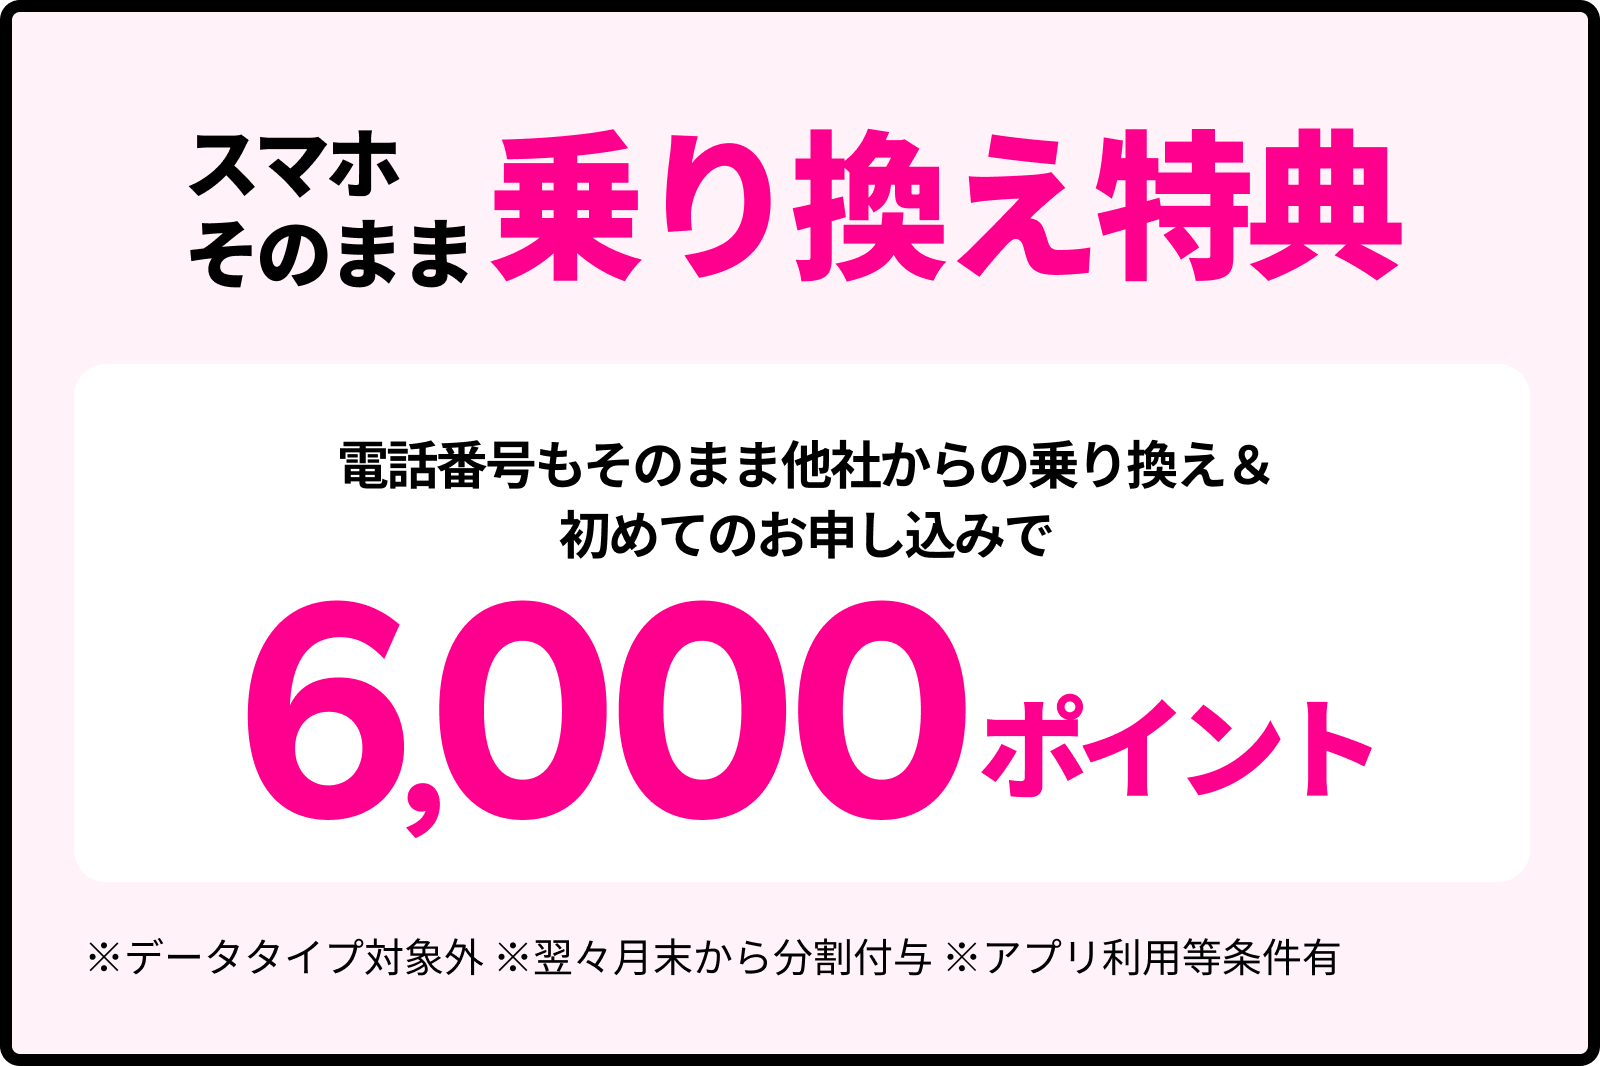 スマホ
そのまま
乗り換え特典
電話番号もそのまま他社からの乗り換え&
初めてのお申し込みで
6,000ポイント
※データタイプ対象外 ※翌々月末から分割付与 ※アプリ利用等条件有